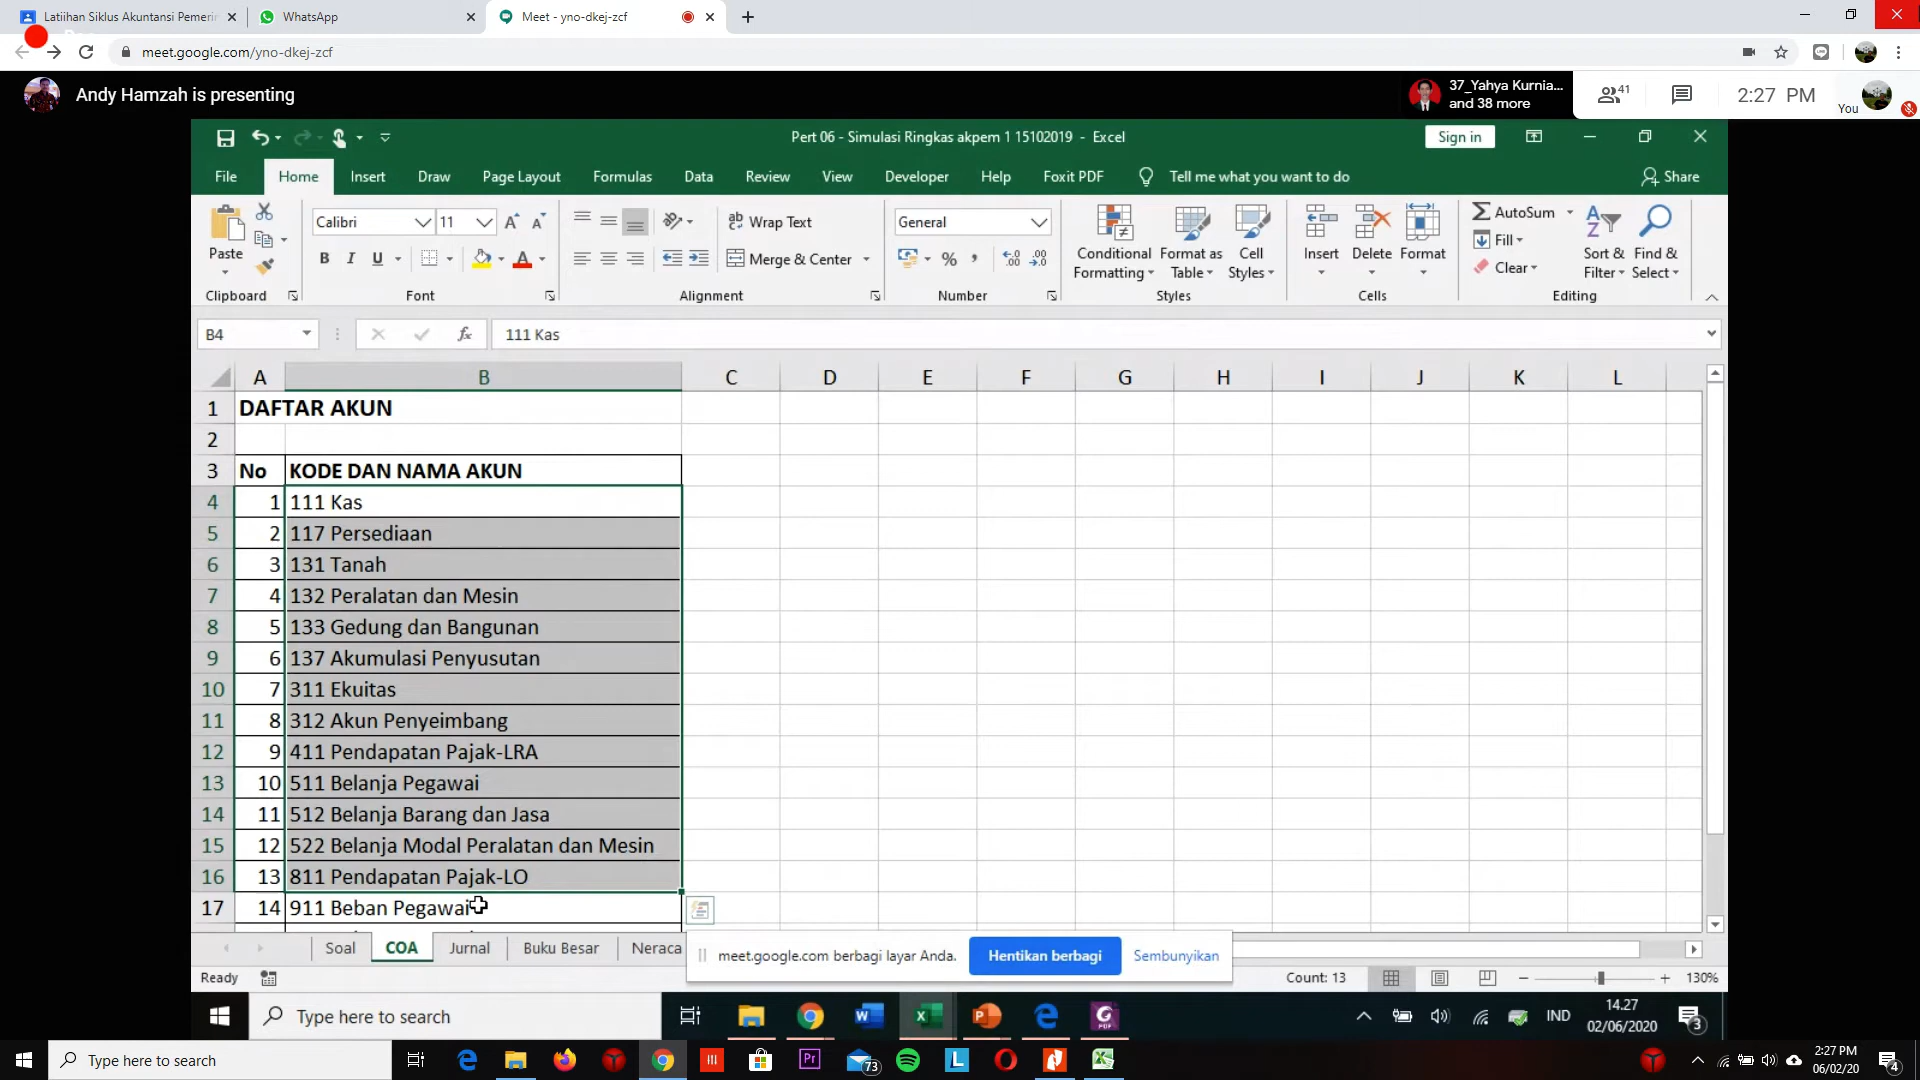 Latiihan Siklus Akuntansi Pemerin
WhatsApp
Meet - yno-dkej-zcf
meet.google.com/yno-dkej-zcf
Andy Hamzah is presenting
37_Yahya Kurnia...
and 38 more
41
2:27 PM
You
Pert 06 - Simulasi Ringkas akpem 1 15102019 - Excel
Sign in
File Home Insert Draw Page Layout Formulas Data Review View Developer Help Foxit PDF Tell me what you want to do Share
Paste
Calibri 11
B I U
Wrap Text
Merge & Center
General
Conditional Formatting
Format as Table
Cell Styles
Insert Delete Format
AutoSum
Fill
Clear
Sort & Filter
Find & Select
Clipboard Font Alignment Number Styles Cells Editing
B4 fx 111 Kas
A B C D E F G H I J K L
1 DAFTAR AKUN
2
3 No KODE DAN NAMA AKUN
4 1 111 Kas
5 2 117 Persediaan
6 3 131 Tanah
7 4 132 Peralatan dan Mesin
8 5 133 Gedung dan Bangunan
9 6 137 Akumulasi Penyusutan
10 7 311 Ekuitas
11 8 312 Akun Penyeimbang
12 9 411 Pendapatan Pajak-LRA
13 10 511 Belanja Pegawai
14 11 512 Belanja Barang dan Jasa
15 12 522 Belanja Modal Peralatan dan Mesin
16 13 811 Pendapatan Pajak-LO
17 14 911 Beban Pegawai
Soal COA Jurnal Buku Besar Neraca
meet.google.com berbagi layar Anda. Hentikan berbagi Sembunyikan
Ready
Count: 13
130%
Type here to search
IND
14.27
02/06/2020
3
Type here to search
73
2:27 PM
06/02/20
4